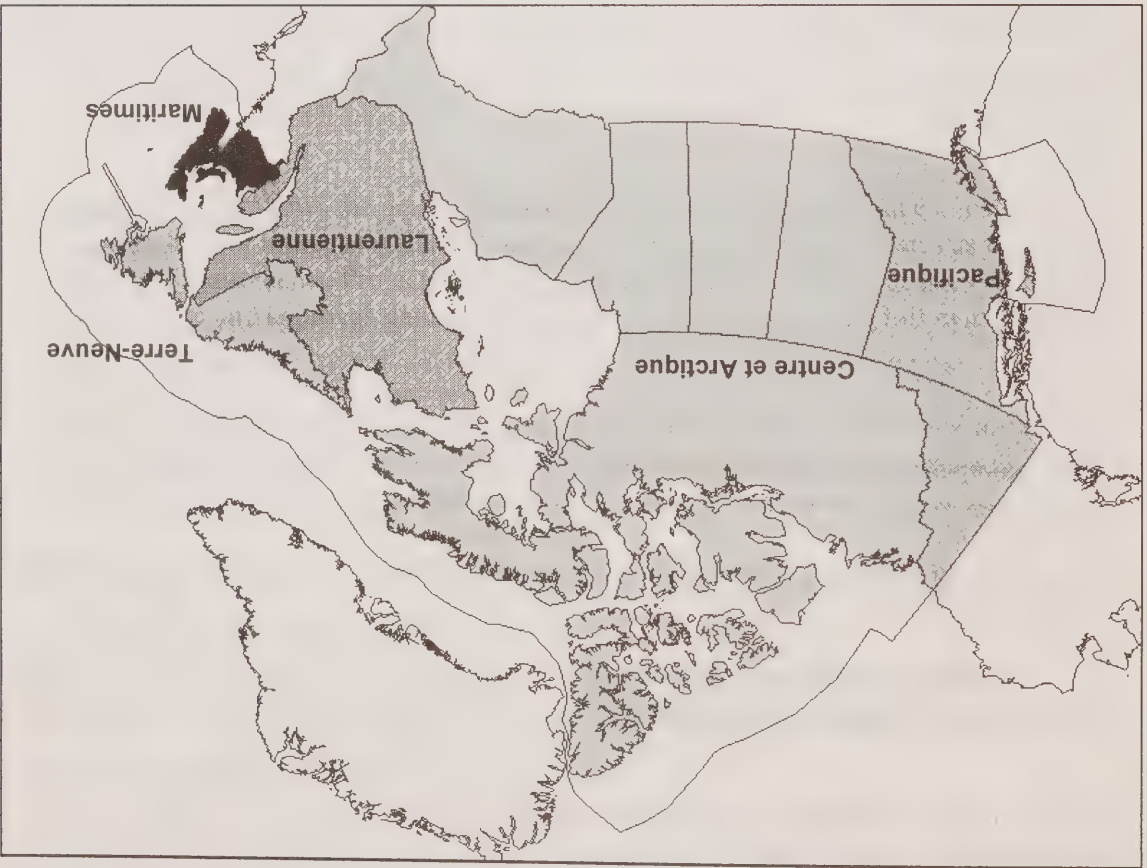 Centre et Arctique
Terre-Neuve
Pacifique
Laurentienne
Maritimes